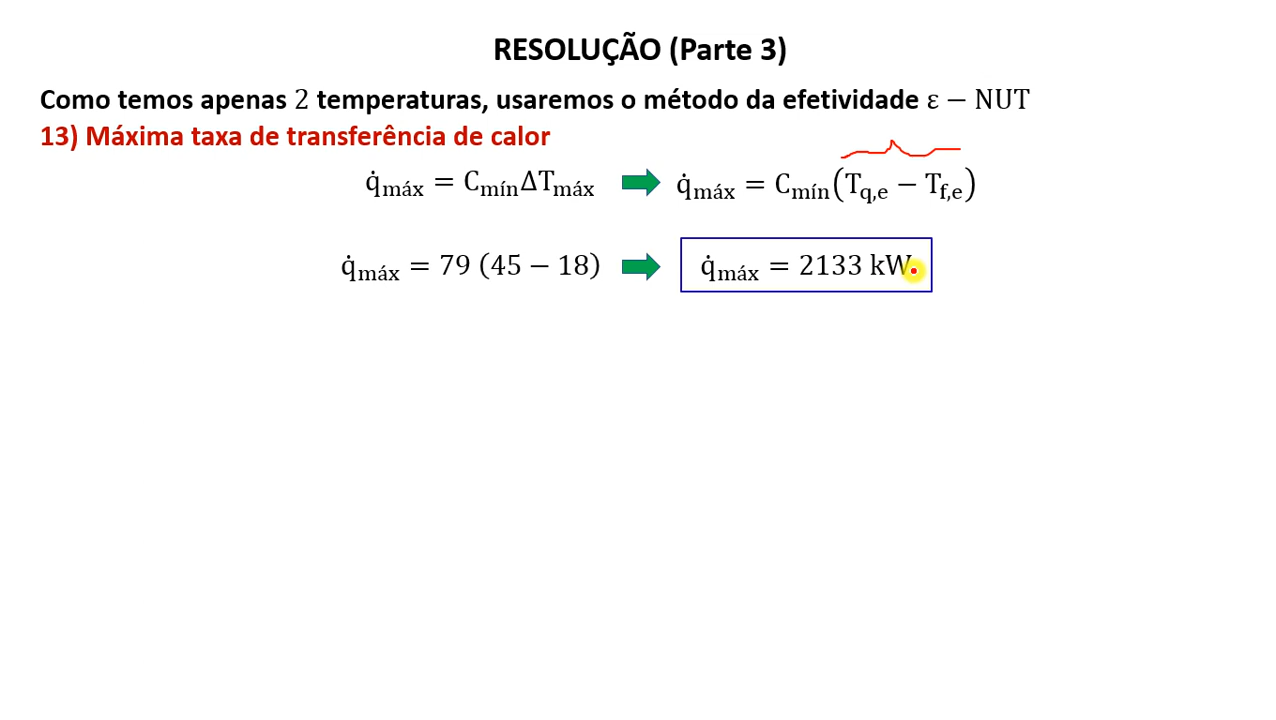 RESOLUÇÃO (Parte 3)
Como temos apenas 2 temperaturas, usaremos o método da efetividade ε − NUT
13) Máxima taxa de transferência de calor
q̇máx = CmínΔTmáx q̇máx = Cmín(Tq,e − Tf,e)
q̇máx = 79 (45 − 18) q̇máx = 2133 kW